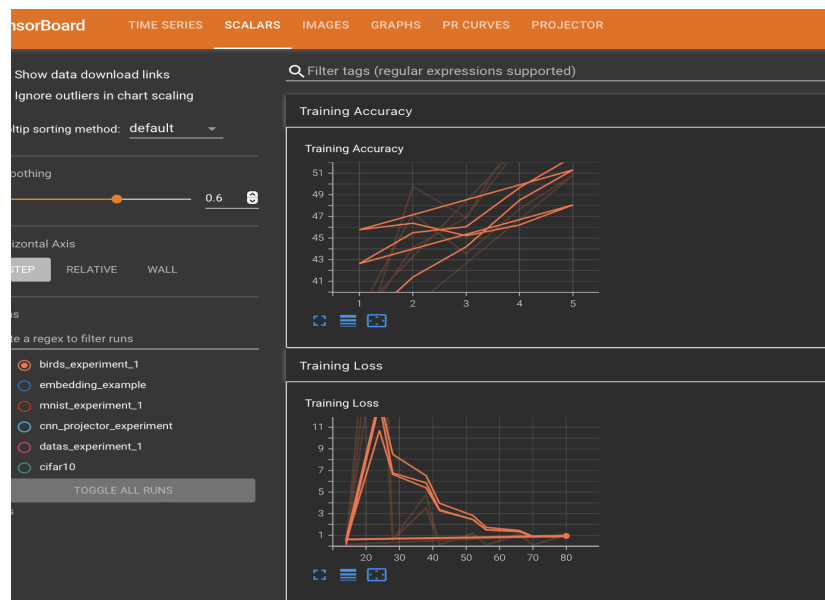 nsorBoard TIME SERIES SCALARS IMAGES GRAPHS PR CURVES PROJECTOR
Show data download links
Filter tags (regular expressions supported)
Ignore outliers in chart scaling
Training Accuracy
ltip sorting method: default
Training Accuracy
51
49
47
45
43
41
1 2 3 4 5
oothing
0.6
izontal Axis
STEP RELATIVE WALL
ns
te a regex to filter runs
birds_experiment_1
embedding_example
mnist_experiment_1
cnn_projector_experiment
datas_experiment_1
cifar10
TOGGLE ALL RUNS
Training Loss
Training Loss
11
9
7
5
3
1
20 30 40 50 60 70 80